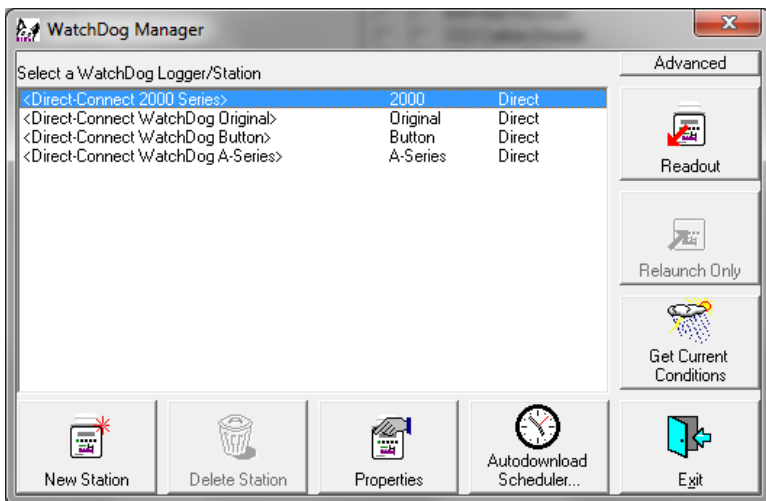 WatchDog Manager
Select a WatchDog Logger/Station
<Direct-Connect 2000 Series> 2000 Direct
<Direct-Connect WatchDog Original> Original Direct
<Direct-Connect WatchDog Button> Button Direct
<Direct-Connect WatchDog A-Series> A-Series Direct
Advanced
Readout
Relaunch Only
Get Current
Conditions
New Station
Delete Station
Properties
Autodownload
Scheduler...
Exit